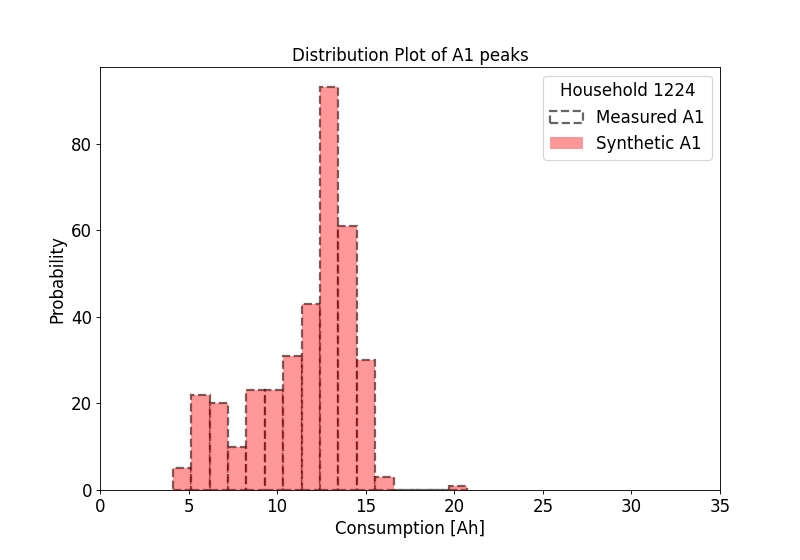 Distribution Plot of A1 peaks
Household 1224
Measured A1
Synthetic A1
Probability
80
60
40
20
0
0 5 10 15 20 25 30 35
Consumption [Ah]